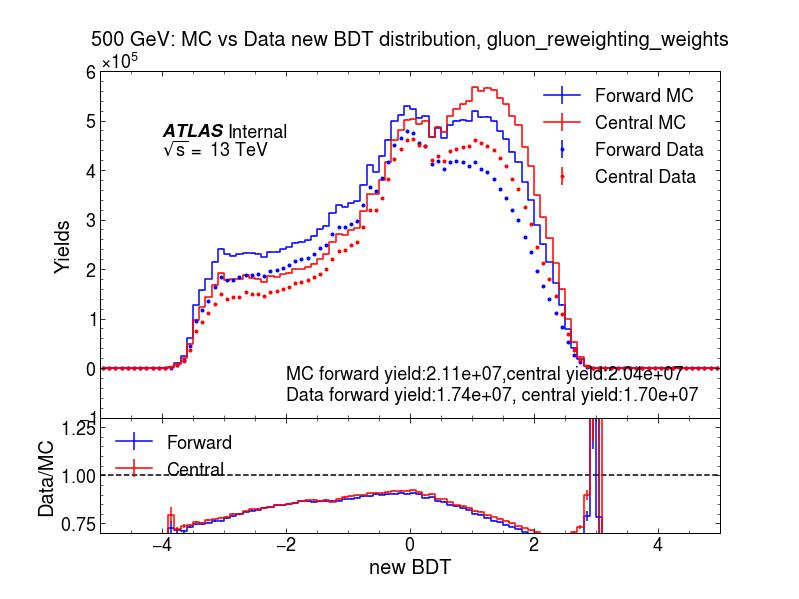 500 GeV: MC vs Data new BDT distribution, gluon_reweighting_weights
×10⁵
6
5
4
3
2
1
0
−1
Yields
ATLAS Internal
√s = 13 TeV
Forward MC
Central MC
Forward Data
Central Data
MC forward yield:2.11e+07,central yield:2.04e+07
Data forward yield:1.74e+07, central yield:1.70e+07
1.25
1.00
0.75
Data/MC
Forward
Central
−4 −2 0 2 4
new BDT